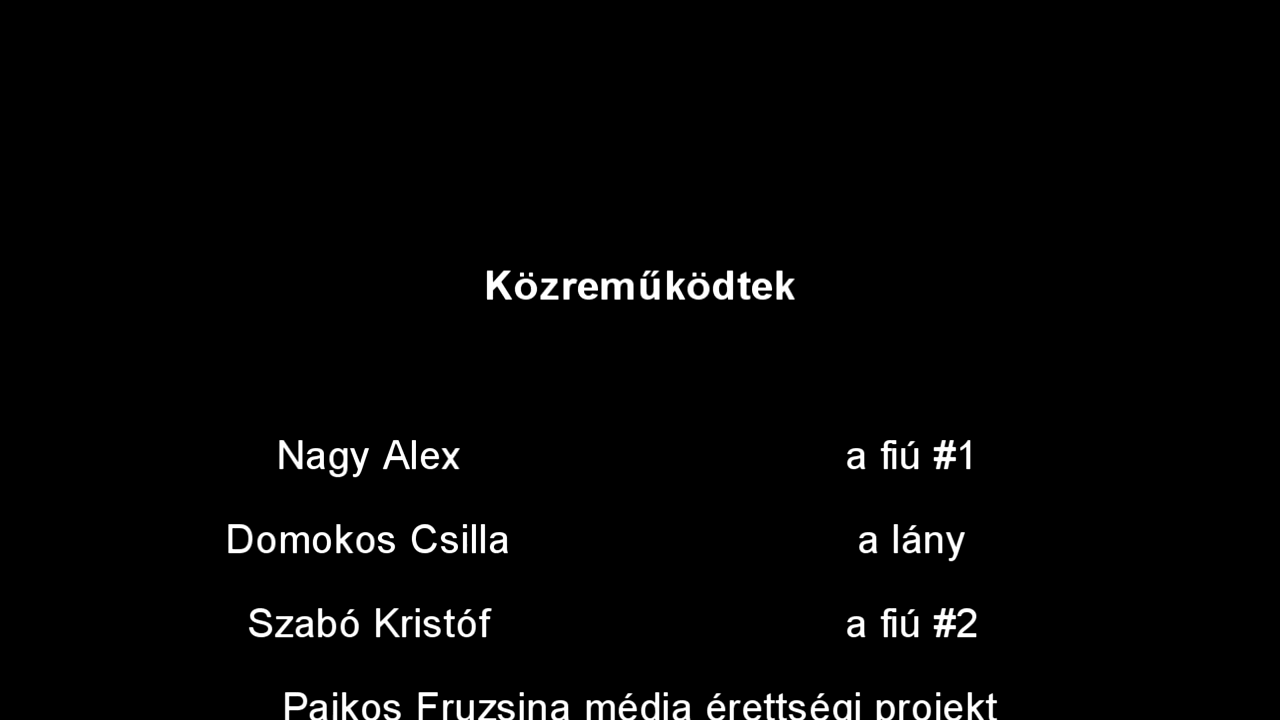 Közreműködtek
Nagy Alex a fiú #1
Domokos Csilla a lány
Szabó Kristóf a fiú #2
Pajkos Fruzsina média érettségi projekt